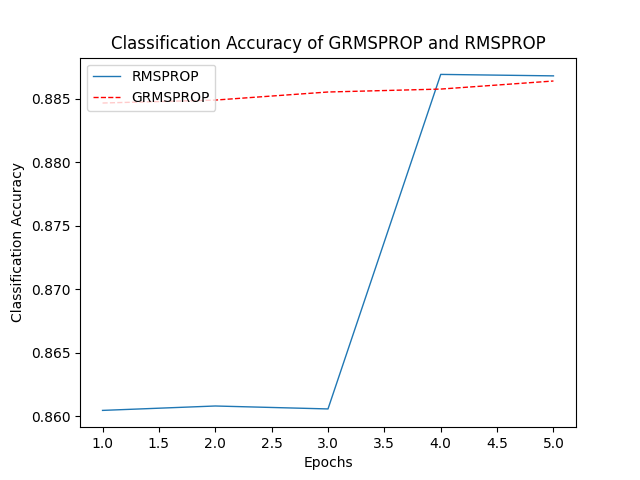 Classification Accuracy of GRMSPROP and RMSPROP
RMSPROP
GRMSPROP
Classification Accuracy
0.885
0.880
0.875
0.870
0.865
0.860
1.0 1.5 2.0 2.5 3.0 3.5 4.0 4.5 5.0
Epochs